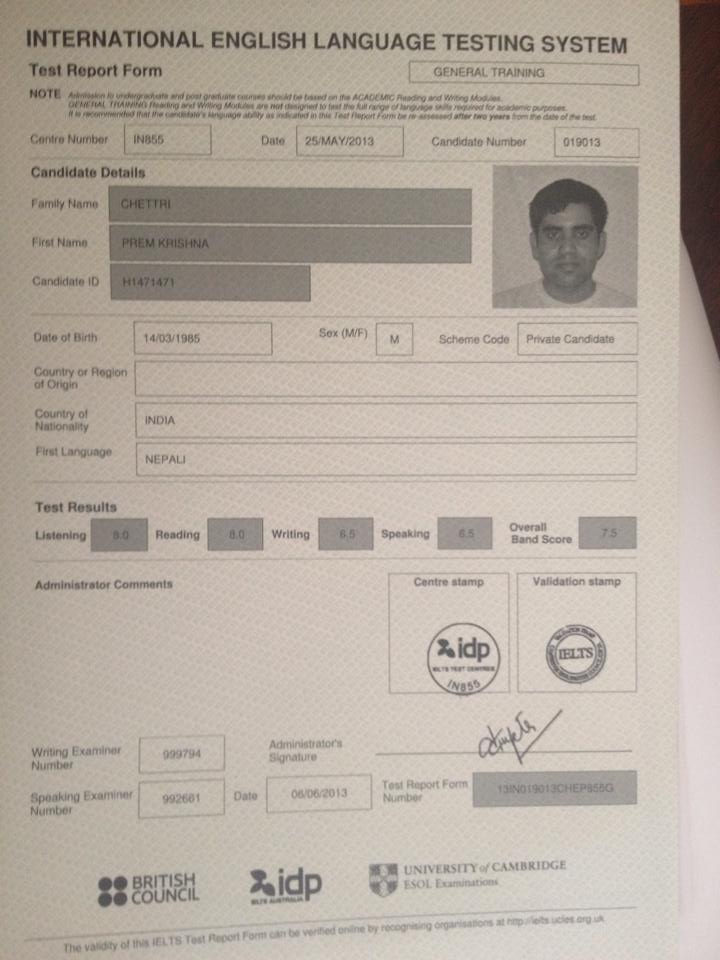 INTERNATIONAL ENGLISH LANGUAGE TESTING SYSTEM
Test Report Form GENERAL TRAINING
NOTE Admission to undergraduate and post graduate courses should be based on the ACADEMIC Reading and Writing Modules.
GENERAL TRAINING Reading and Writing Modules are not designed to test the full range of language skills required for academic purposes.
It is recommended that the candidate's language ability as indicated in this Test Report Form be re-assessed after two years from the date of the test.
Centre Number IN855 Date 25/MAY/2013 Candidate Number 019013
Candidate Details
Family Name CHETTRI
First Name PREM KRISHNA
Candidate ID H1471471
Date of Birth 14/03/1985 Sex (M/F) M Scheme Code Private Candidate
Country or Region
of Origin
Country of
Nationality INDIA
First Language NEPALI
Test Results
Listening 8.0 Reading 8.0 Writing 6.5 Speaking 6.5 Overall
Band Score 7.5
Administrator Comments Centre stamp Validation stamp
idp
IELTS TEST CENTRES
IN855
IELTS
Writing Examiner
Number 999794
Administrator's
Signature
Speaking Examiner
Number 992661 Date 06/06/2013 Test Report Form
Number 13IN019013CHEP855G
BRITISH
COUNCIL
idp
IELTS AUSTRALIA
UNIVERSITY of CAMBRIDGE
ESOL Examinations
The validity of this IELTS Test Report Form can be verified online by recognising organisations at http://ielts.ucles.org.uk